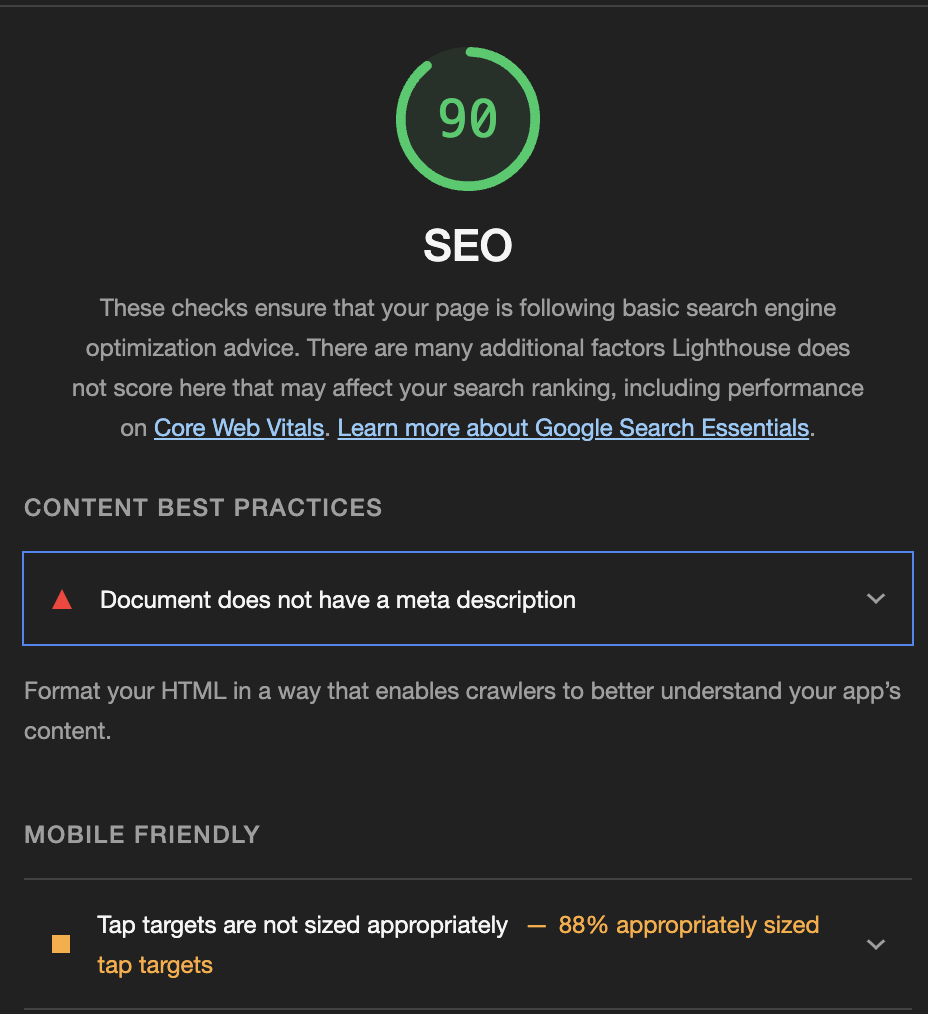 90
SEO
These checks ensure that your page is following basic search engine
optimization advice. There are many additional factors Lighthouse does
not score here that may affect your search ranking, including performance
on Core Web Vitals. Learn more about Google Search Essentials.
CONTENT BEST PRACTICES
Document does not have a meta description
Format your HTML in a way that enables crawlers to better understand your app’s
content.
MOBILE FRIENDLY
Tap targets are not sized appropriately — 88% appropriately sized
tap targets